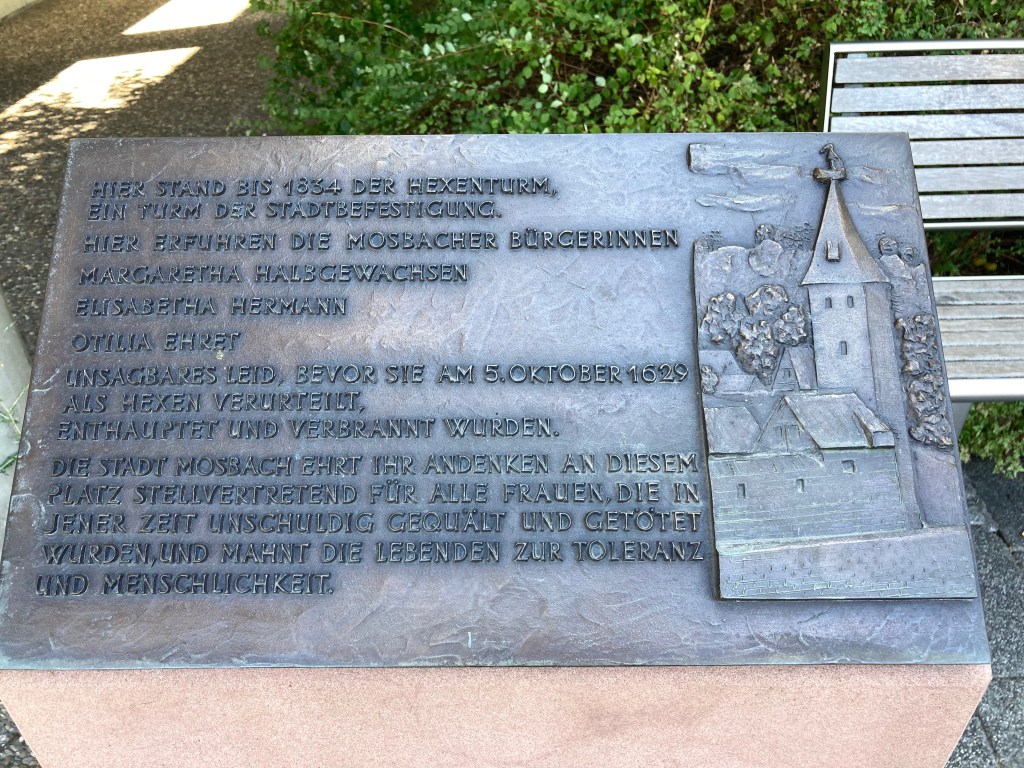 HIER STAND BIS 1834 DER HEXENTURM,
EIN TURM DER STADTBEFESTIGUNG.
HIER ERFUHREN DIE MOSBACHER BÜRGERINNEN
MARGARETHA HALBGEWACHSEN
ELISABETHA HERMANN
OTILIA EHRET
UNSAGBARES LEID, BEVOR SIE AM 5. OKTOBER 1629
ALS HEXEN VERURTEILT,
ENTHAUPTET UND VERBRANNT WURDEN.
DIE STADT MOSBACH EHRT IHR ANDENKEN AN DIESEM
PLATZ STELLVERTRETEND FÜR ALLE FRAUEN, DIE IN
JENER ZEIT UNSCHULDIG GEQUÄLT UND GETÖTET
WURDEN, UND MAHNT DIE LEBENDEN ZUR TOLERANZ
UND MENSCHLICHKEIT.